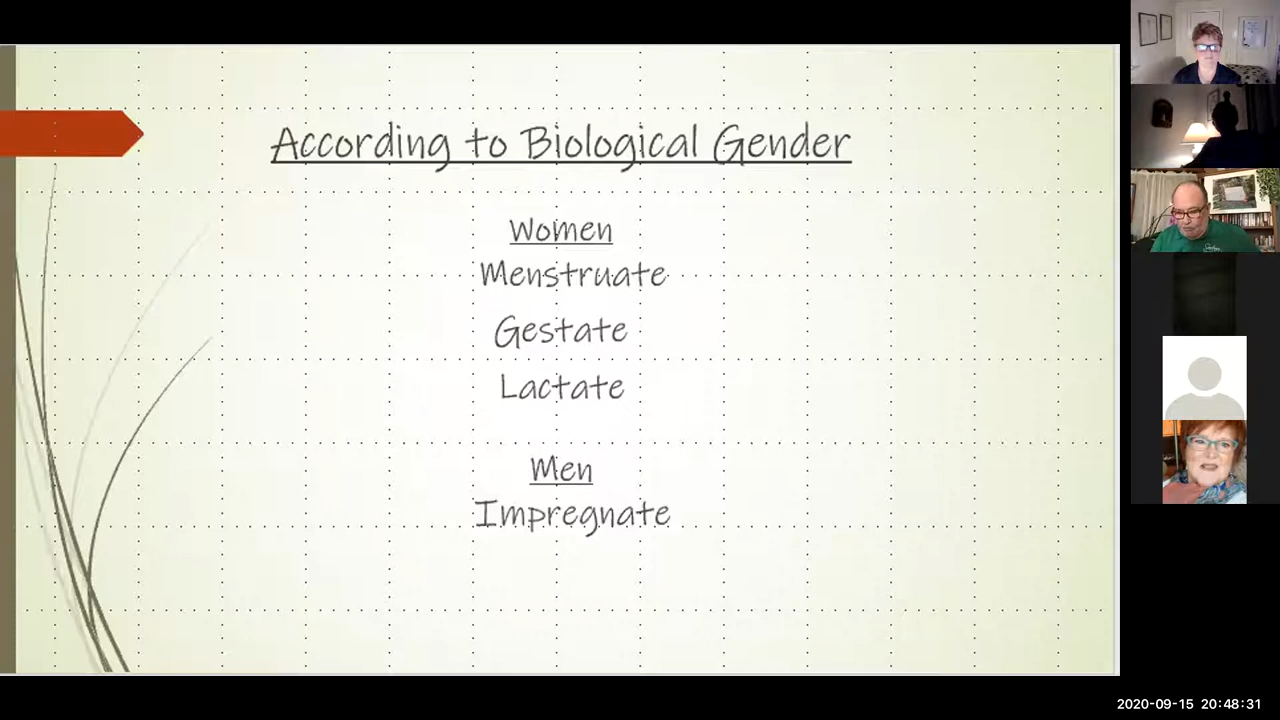 According to Biological Gender
Women
Menstruate
Gestate
Lactate
Men
Impregnate
2020-09-15 20:48:31